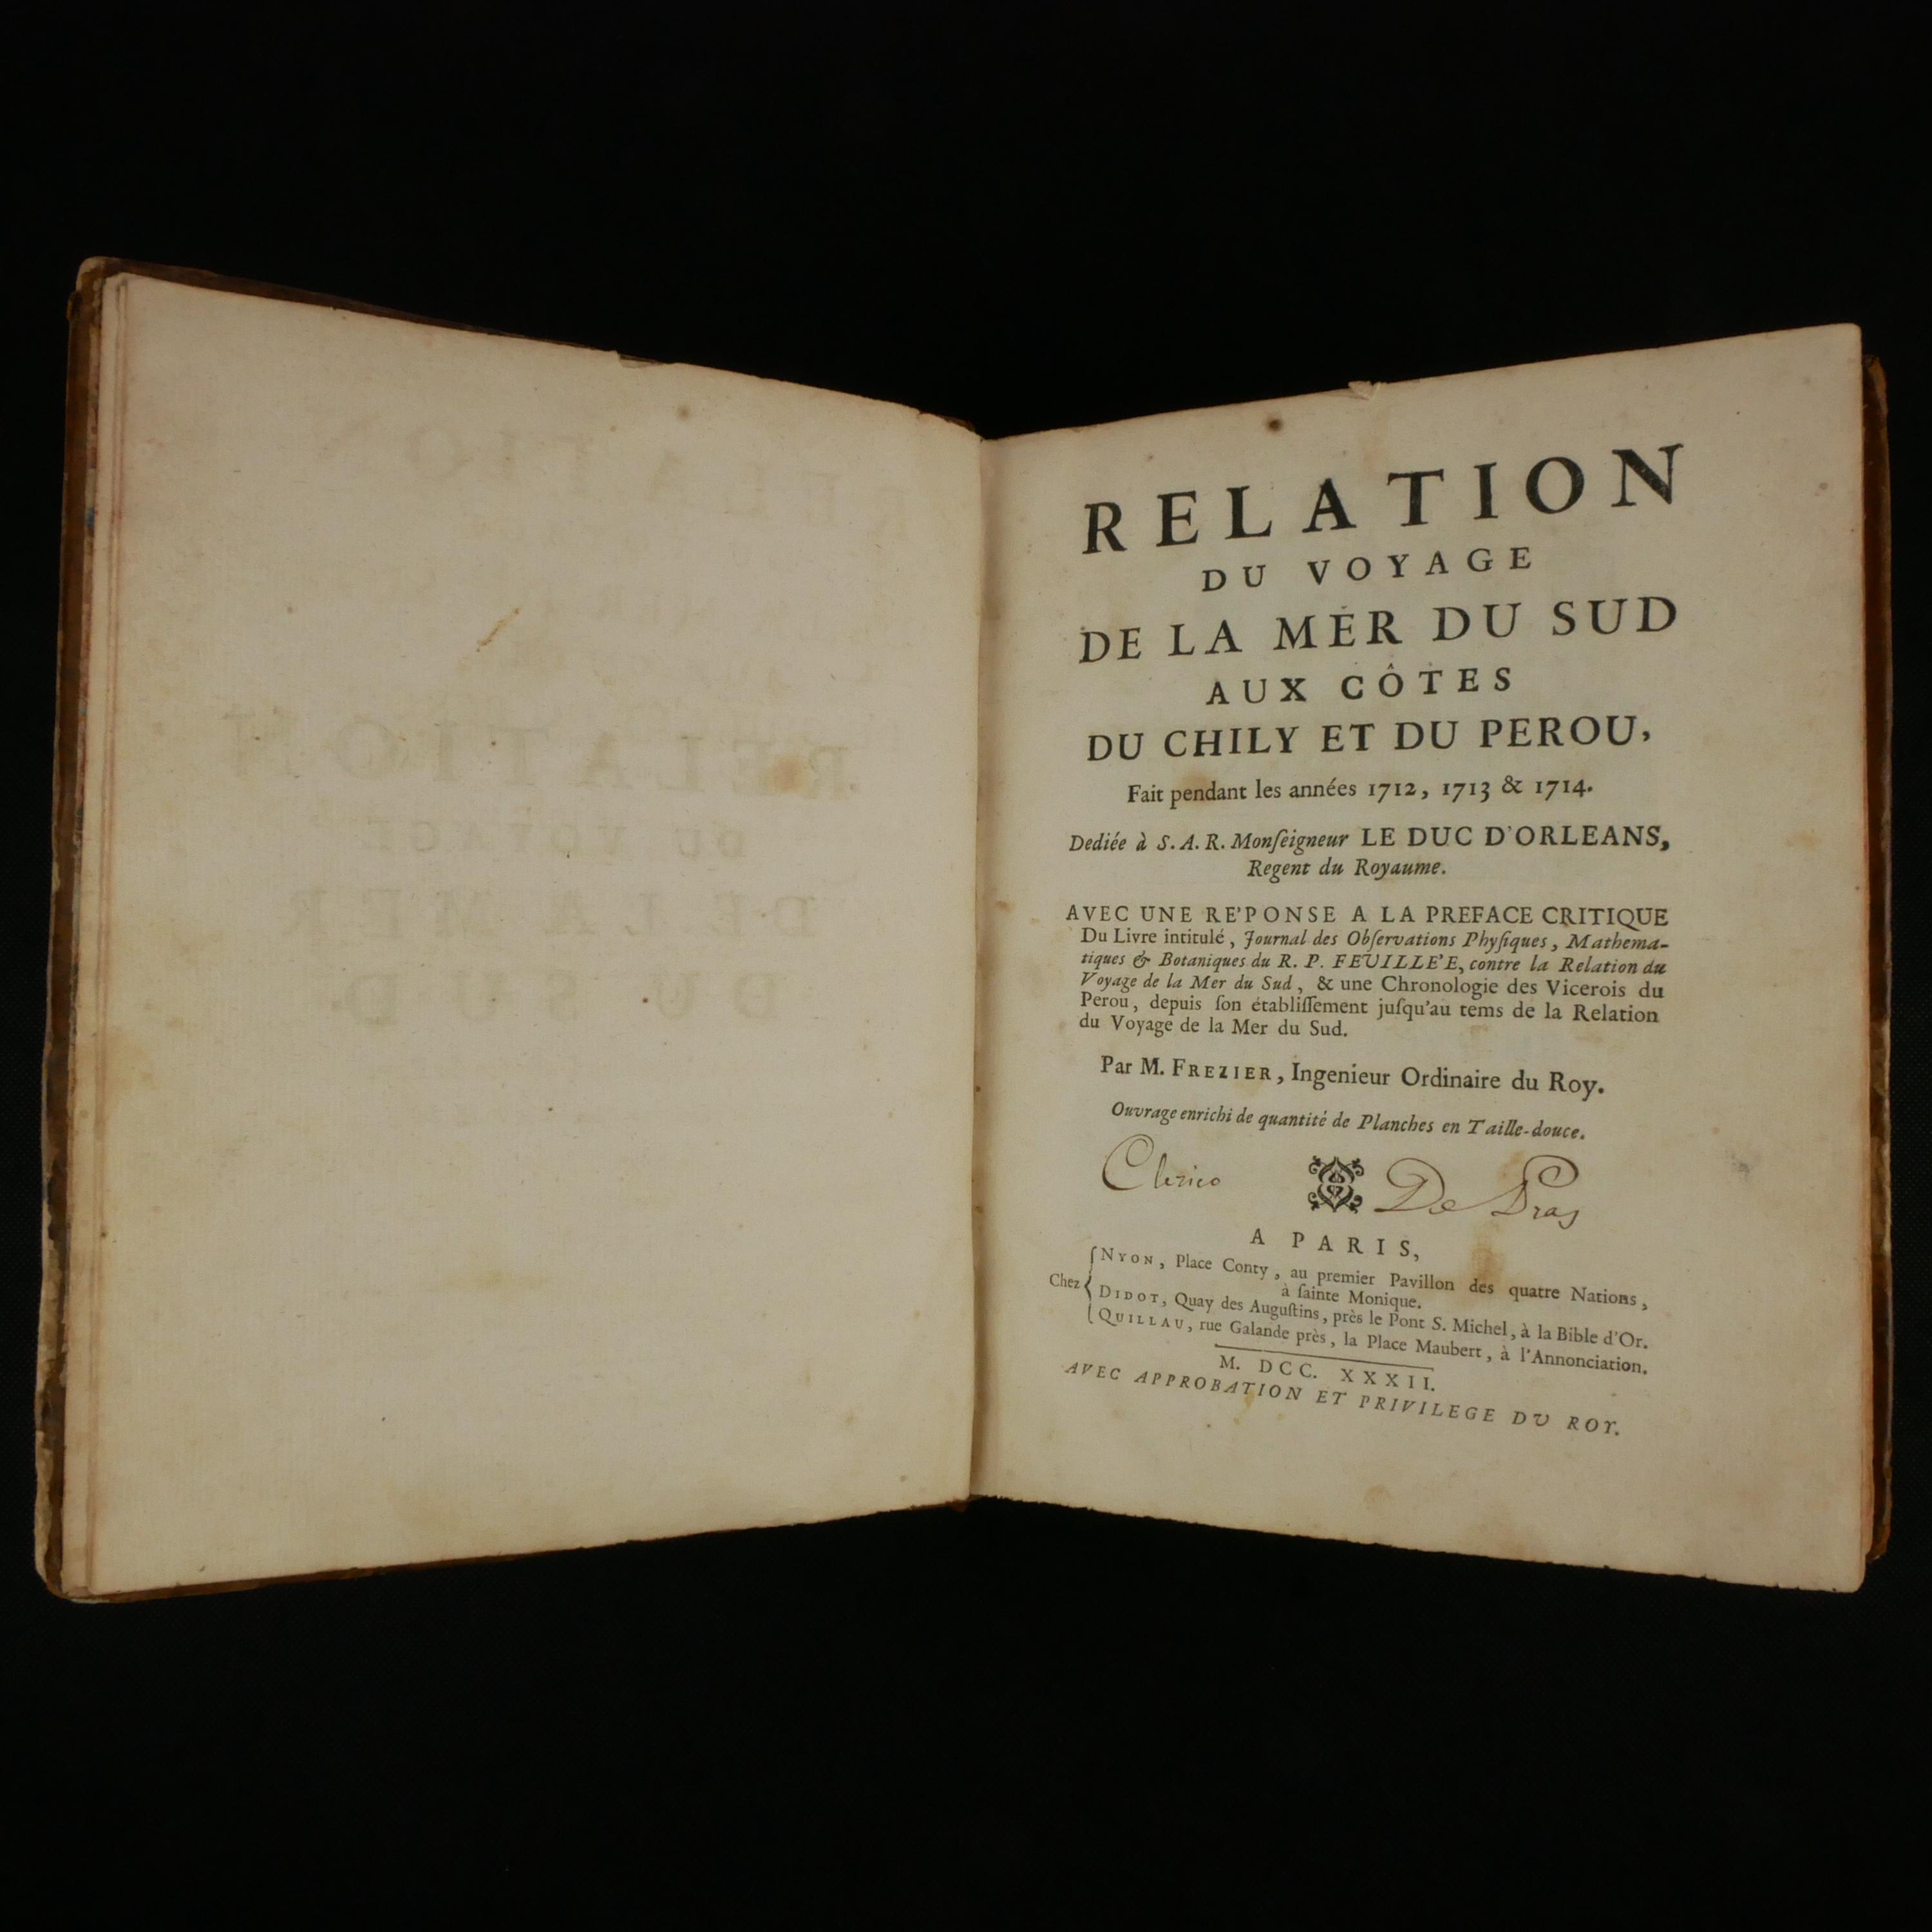 RELATION
DU VOYAGE
DE LA MER DU SUD
AUX CÔTES
DU CHILY ET DU PEROU,
Fait pendant les années 1712, 1713 & 1714.
Dediée à S. A. R. Monſeigneur LE DUC D'ORLEANS,
Regent du Royaume.
AVEC UNE RE'PONSE A LA PREFACE CRITIQUE
Du Livre intitulé, Journal des Obſervations Phyſiques, Mathema-
tiques & Botaniques du R. P. FEUILLE'E, contre la Relation du
Voyage de la Mer du Sud, & une Chronologie des Vicerois du
Perou, depuis ſon établiſſement juſqu'au tems de la Relation
du Voyage de la Mer du Sud.
Par M. FREZIER, Ingenieur Ordinaire du Roy.
Ouvrage enrichi de quantité de Planches en Taille-douce.
Clerico De Pras
A PARIS,
Chez
NYON, Place Conty, au premier Pavillon des quatre Nations,
à ſainte Monique.
DIDOT, Quay des Auguſtins, près le Pont S. Michel, à la Bible d'Or.
QUILLAU, rue Galande près, la Place Maubert, à l'Annonciation.
M. DCC. XXXII.
AVEC APPROBATION ET PRIVILEGE DU ROY.